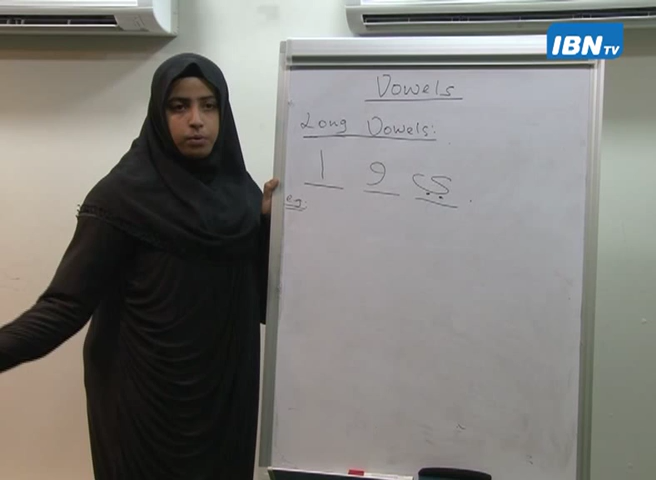 IBN TV
Vowels
Long Vowels:
ا و ي
eg.